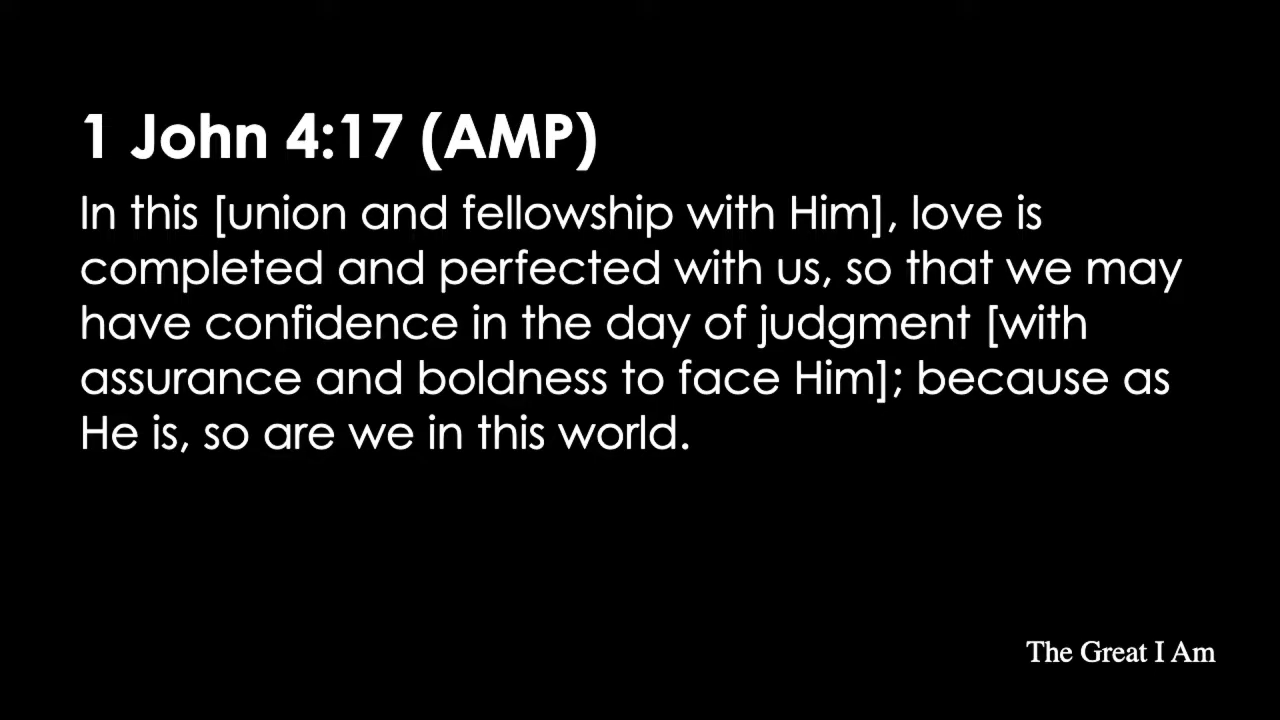 1 John 4:17 (AMP)
In this [union and fellowship with Him], love is
completed and perfected with us, so that we may
have confidence in the day of judgment [with
assurance and boldness to face Him]; because as
He is, so are we in this world.
The Great I Am